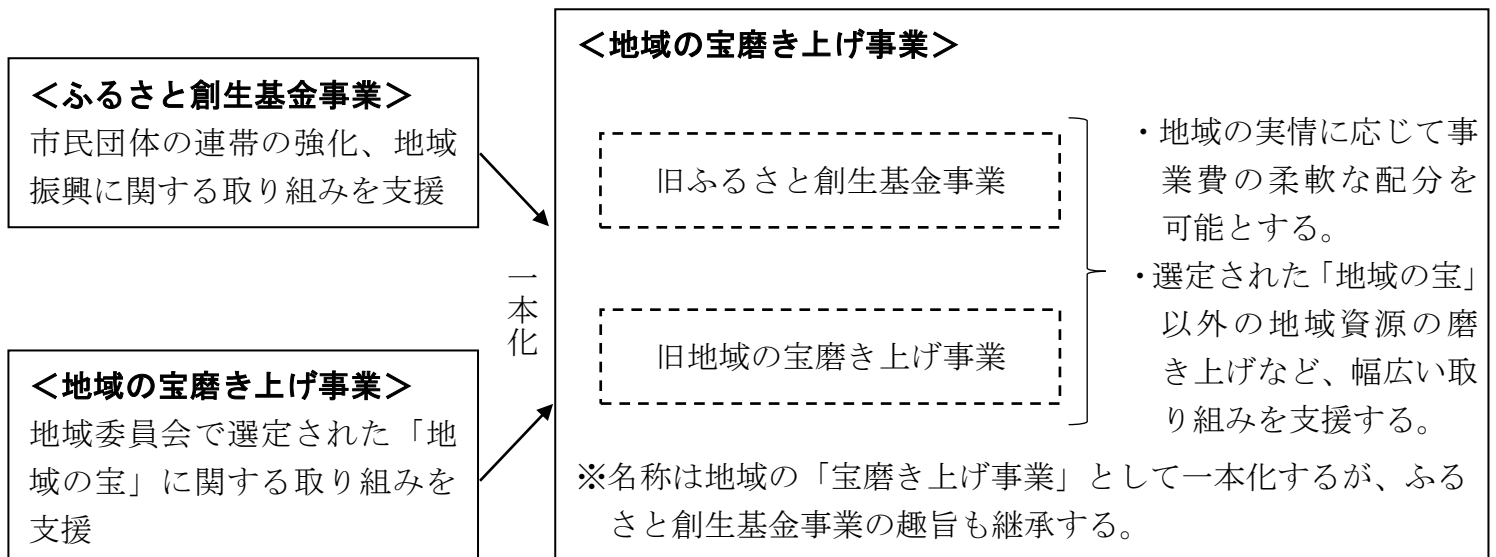 ＜ふるさと創生基金事業＞
市民団体の連帯の強化、地域
振興に関する取り組みを支援
＜地域の宝磨き上げ事業＞
地域委員会で選定された「地
域の宝」に関する取り組みを
支援
一本化
＜地域の宝磨き上げ事業＞
旧ふるさと創生基金事業
旧地域の宝磨き上げ事業
・地域の実情に応じて事
業費の柔軟な配分を
可能とする。
・選定された「地域の宝」
以外の地域資源の磨
き上げなど、幅広い取
り組みを支援する。
※名称は地域の「宝磨き上げ事業」として一本化するが、ふる
さと創生基金事業の趣旨も継承する。